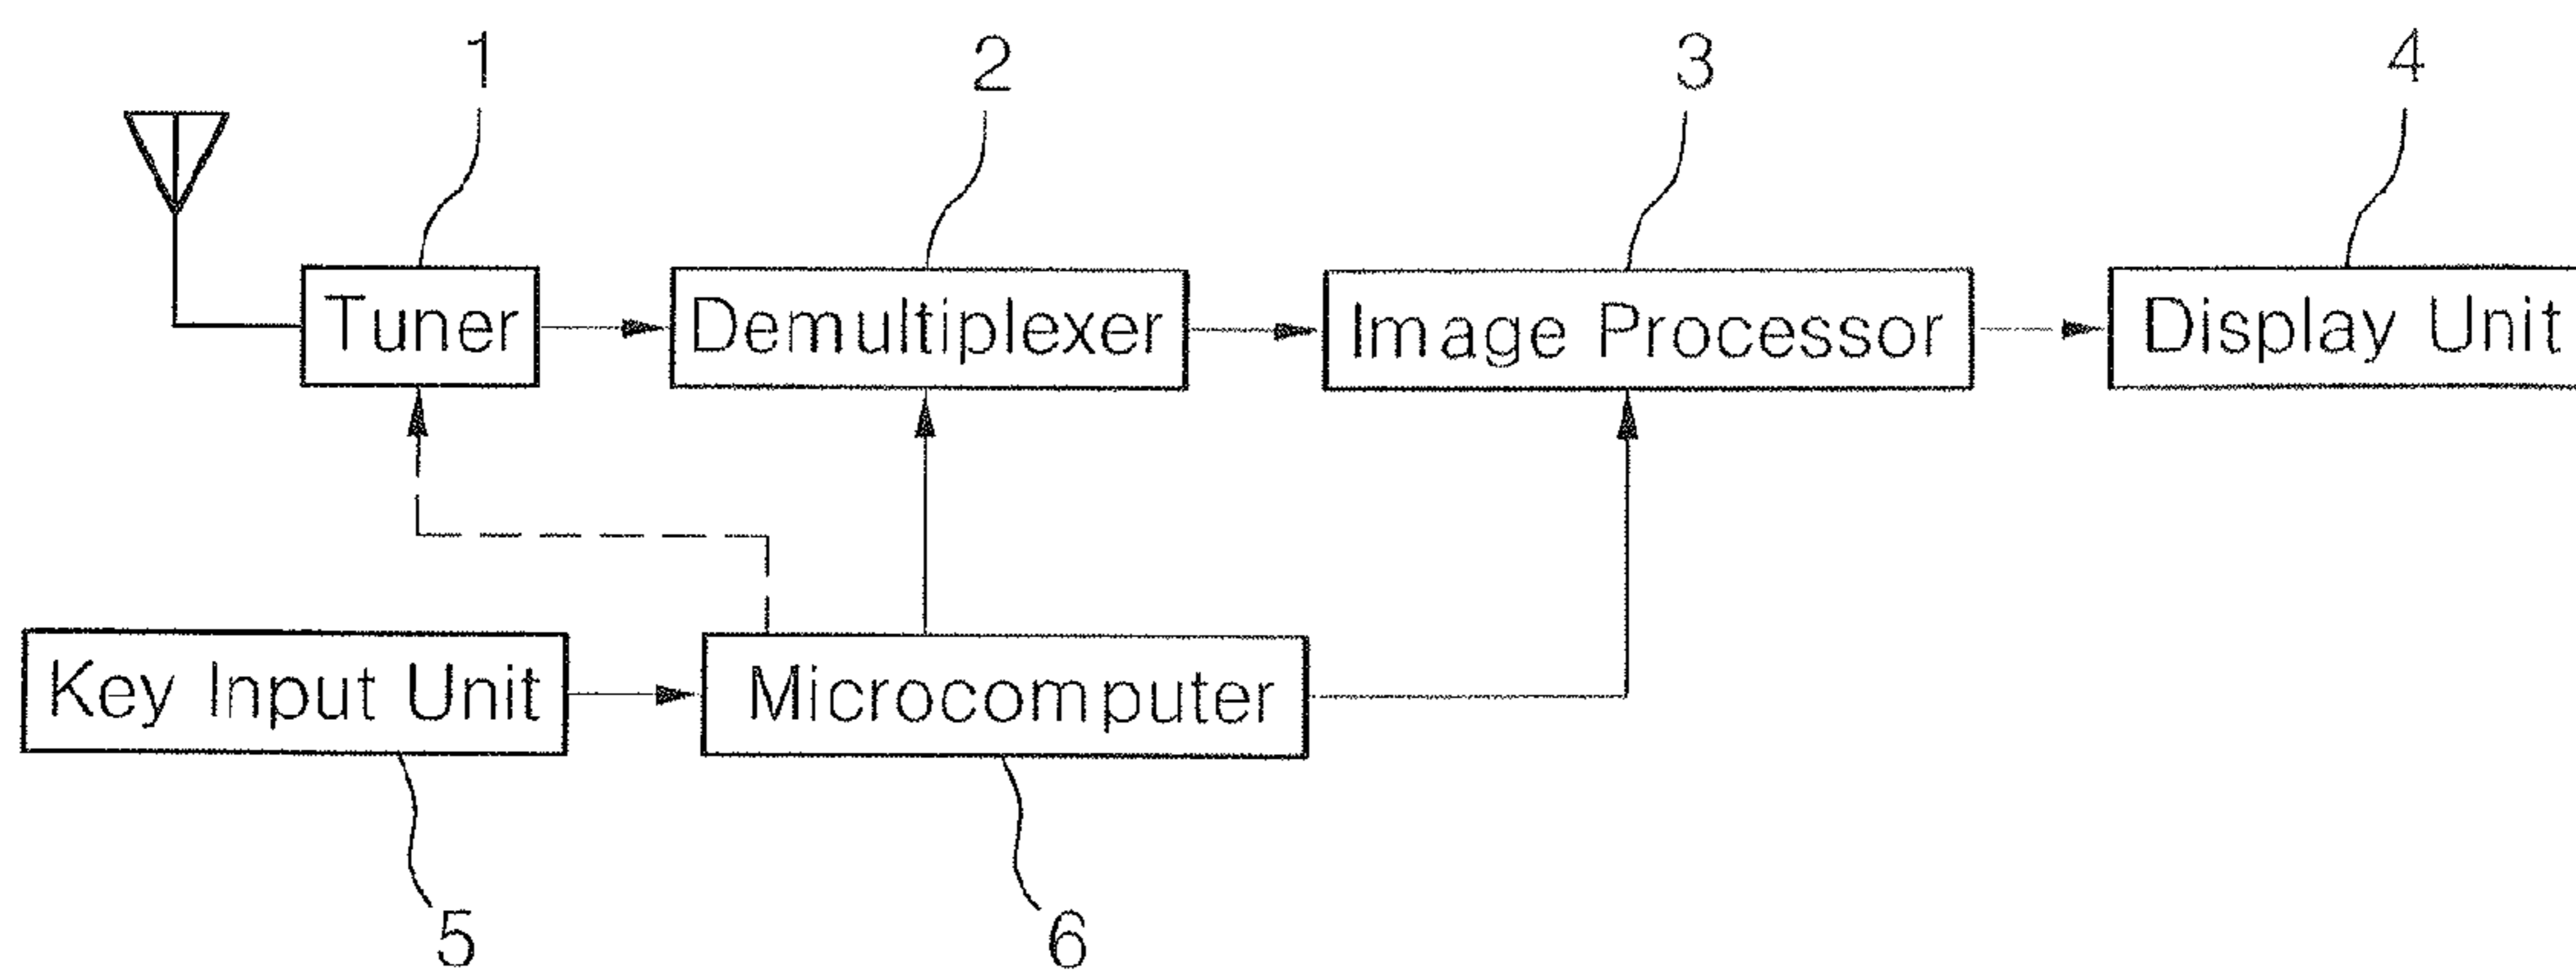 1
2
3
4
Tuner
Demultiplexer
Image Processor
Display Unit
Key Input Unit
Microcomputer
5
6